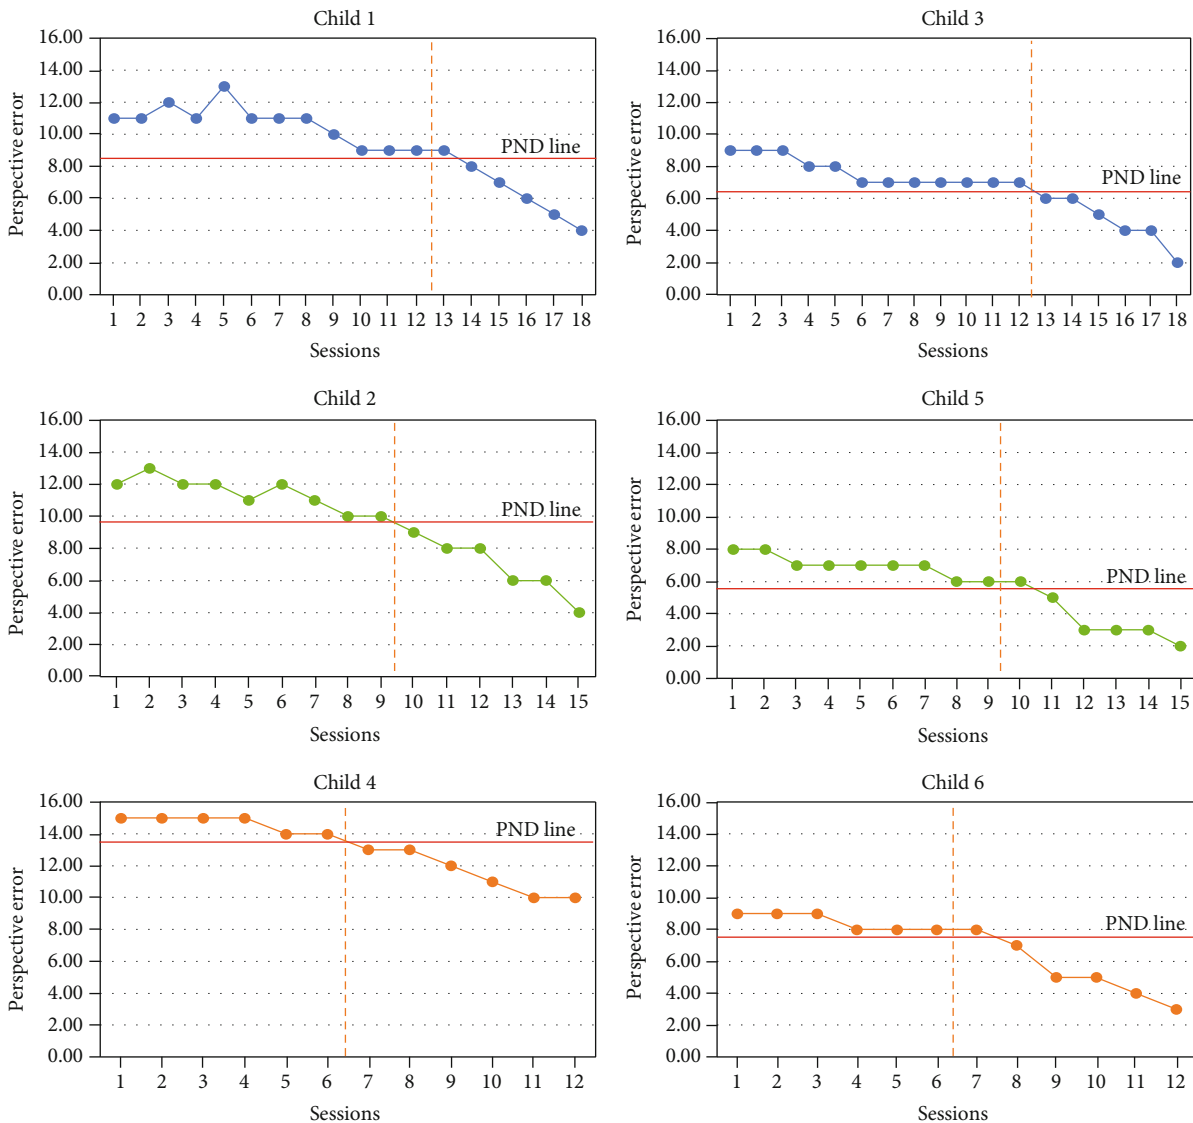 Child 1
Perspective error
16.00
14.00
12.00
10.00
8.00
6.00
4.00
2.00
0.00
PND line
1 2 3 4 5 6 7 8 9 10 11 12 13 14 15 16 17 18
Sessions
Child 3
Perspective error
16.00
14.00
12.00
10.00
8.00
6.00
4.00
2.00
0.00
PND line
1 2 3 4 5 6 7 8 9 10 11 12 13 14 15 16 17 18
Sessions
Child 2
Perspective error
16.00
14.00
12.00
10.00
8.00
6.00
4.00
2.00
0.00
PND line
1 2 3 4 5 6 7 8 9 10 11 12 13 14 15
Sessions
Child 5
Perspective error
16.00
14.00
12.00
10.00
8.00
6.00
4.00
2.00
0.00
PND line
1 2 3 4 5 6 7 8 9 10 11 12 13 14 15
Sessions
Child 4
Perspective error
16.00
14.00
12.00
10.00
8.00
6.00
4.00
2.00
0.00
PND line
1 2 3 4 5 6 7 8 9 10 11 12
Sessions
Child 6
Perspective error
16.00
14.00
12.00
10.00
8.00
6.00
4.00
2.00
0.00
PND line
1 2 3 4 5 6 7 8 9 10 11 12
Sessions